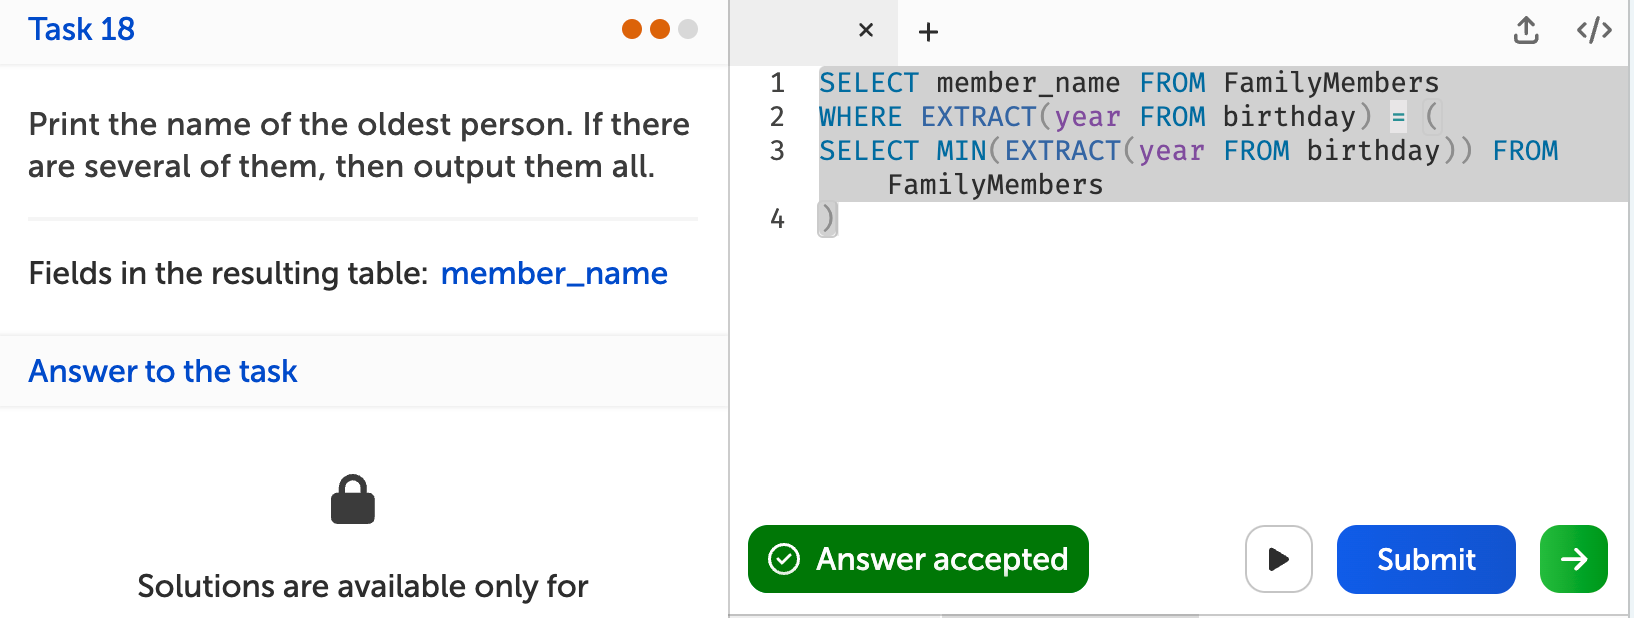 Task 18
Print the name of the oldest person. If there
are several of them, then output them all.
Fields in the resulting table: member_name
Answer to the task
Solutions are available only for
1 SELECT member_name FROM FamilyMembers
2 WHERE EXTRACT(year FROM birthday) = (
3 SELECT MIN(EXTRACT(year FROM birthday)) FROM
FamilyMembers
4 )
Answer accepted
Submit